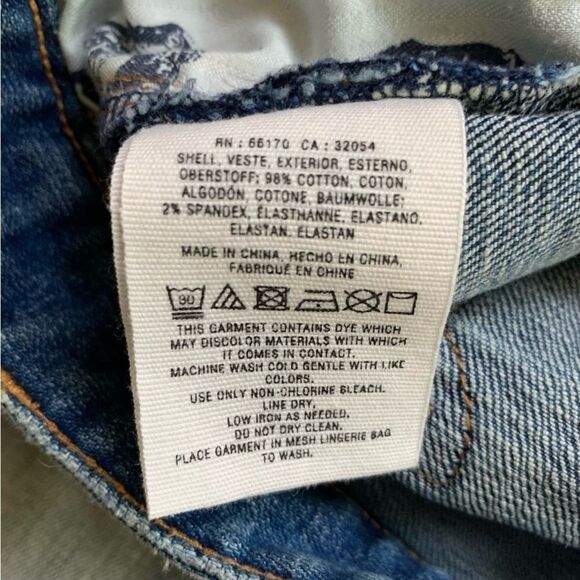 RN : 66170 CA : 32054
SHELL, VESTE, EXTERIOR, ESTERNO,
OBERSTOFF: 98% COTTON, COTON,
ALGODÓN, COTONE, BAUMWOLLE;
2% SPANDEX, ÉLASTHANNE, ELASTANO,
ELASTAN, ELASTAN
MADE IN CHINA, HECHO EN CHINA,
FABRIQUÉ EN CHINE
30
THIS GARMENT CONTAINS DYE WHICH
MAY DISCOLOR MATERIALS WITH WHICH
IT COMES IN CONTACT.
MACHINE WASH COLD GENTLE WITH LIKE
COLORS.
USE ONLY NON-CHLORINE BLEACH.
LINE DRY,
LOW IRON AS NEEDED.
DO NOT DRY CLEAN.
PLACE GARMENT IN MESH LINGERIE BAG
TO WASH.